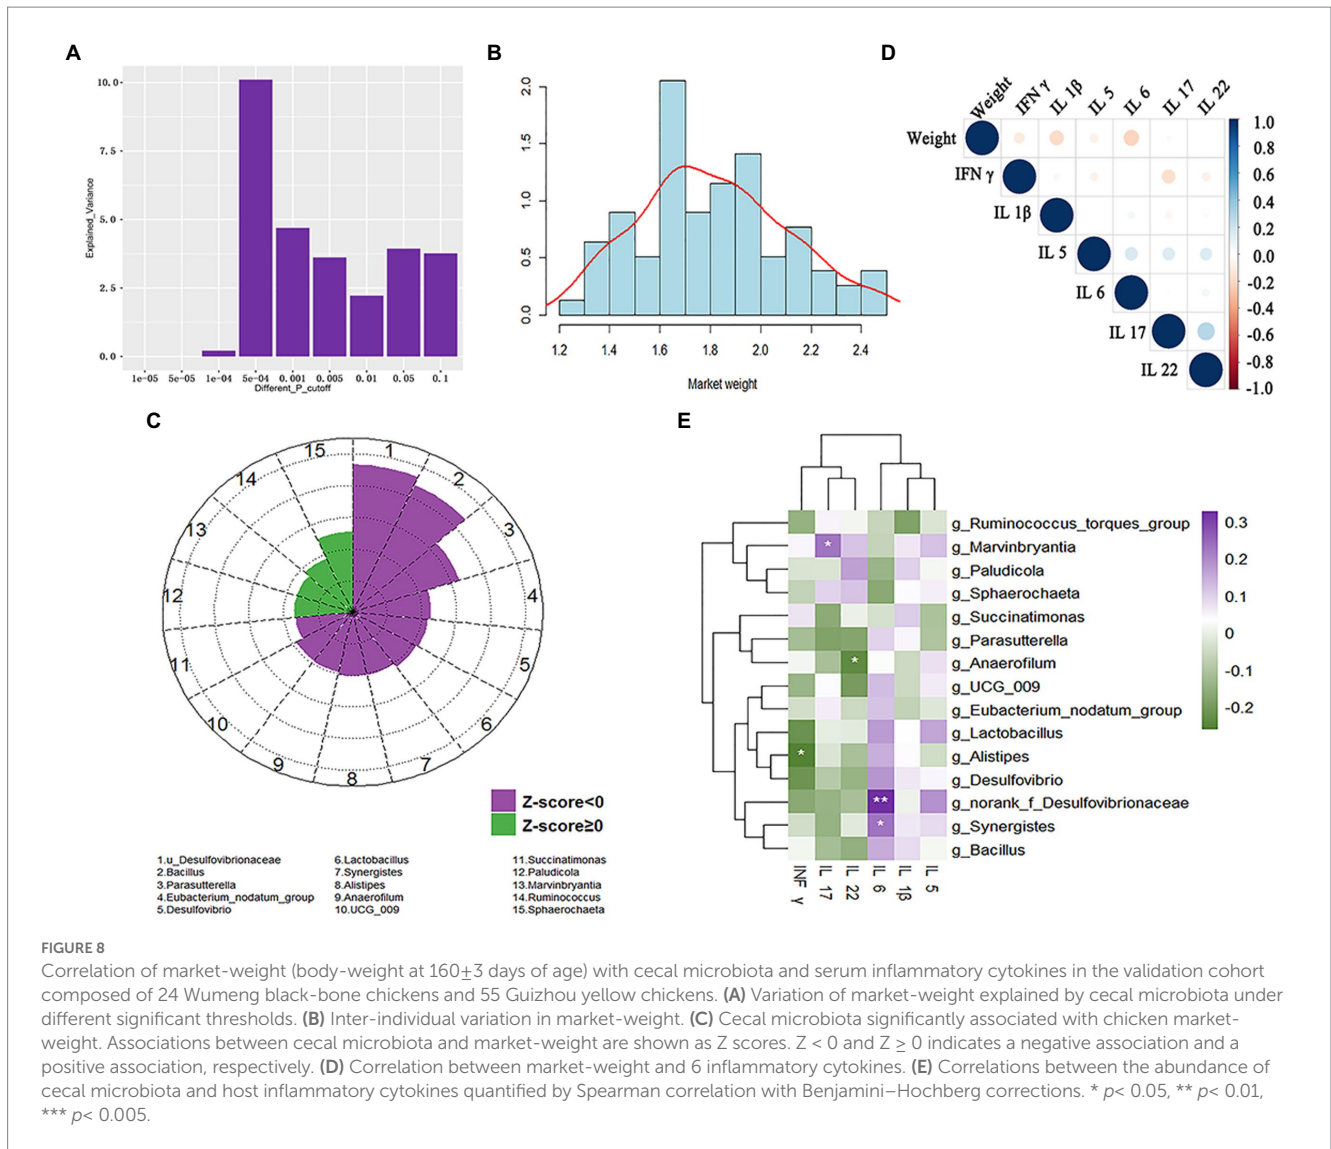 A
Explained_Variance
10.0
7.5
5.0
2.5
0.0
1e-05 5e-05 1e-04 5e-04 0.001 0.005 0.01 0.05 0.1
Different_P_cutoff
B
2.0
1.5
1.0
0.5
0.0
1.2 1.4 1.6 1.8 2.0 2.2 2.4
Market weight
D
Weight IFN γ IL 1β IL 5 IL 6 IL 17 IL 22
Weight
IFN γ
IL 1β
IL 5
IL 6
IL 17
IL 22
1.0
0.8
0.6
0.4
0.2
0.0
-0.2
-0.4
-0.6
-0.8
-1.0
C
1
2
3
4
5
6
7
8
9
10
11
12
13
14
15
Z-score<0
Z-score≥0
1.u_Desulfovibrionaceae
2.Bacillus
3.Parasutterella
4.Eubacterium_nodatum_group
5.Desulfovibrio
6.Lactobacillus
7.Synergistes
8.Alistipes
9.Anaerofilum
10.UCG_009
11.Succinatimonas
12.Paludicola
13.Marvinbryantia
14.Ruminococcus
15.Sphaerochaeta
E
g_Ruminococcus_torques_group
* g_Marvinbryantia
g_Paludicola
g_Sphaerochaeta
g_Succinatimonas
g_Parasutterella
* g_Anaerofilum
g_UCG_009
g_Eubacterium_nodatum_group
g_Lactobacillus
* g_Alistipes
g_Desulfovibrio
** g_norank_f_Desulfovibrionaceae
* g_Synergistes
g_Bacillus
INF γ IL 17 IL 22 IL 6 IL 1β IL 5
0.3
0.2
0.1
0
-0.1
-0.2
FIGURE 8
Correlation of market-weight (body-weight at 160±3 days of age) with cecal microbiota and serum inflammatory cytokines in the validation cohort
composed of 24 Wumeng black-bone chickens and 55 Guizhou yellow chickens. (A) Variation of market-weight explained by cecal microbiota under
different significant thresholds. (B) Inter-individual variation in market-weight. (C) Cecal microbiota significantly associated with chicken market-
weight. Associations between cecal microbiota and market-weight are shown as Z scores. Z < 0 and Z ≥ 0 indicates a negative association and a
positive association, respectively. (D) Correlation between market-weight and 6 inflammatory cytokines. (E) Correlations between the abundance of
cecal microbiota and host inflammatory cytokines quantified by Spearman correlation with Benjamini–Hochberg corrections. * p< 0.05, ** p< 0.01,
*** p< 0.005.